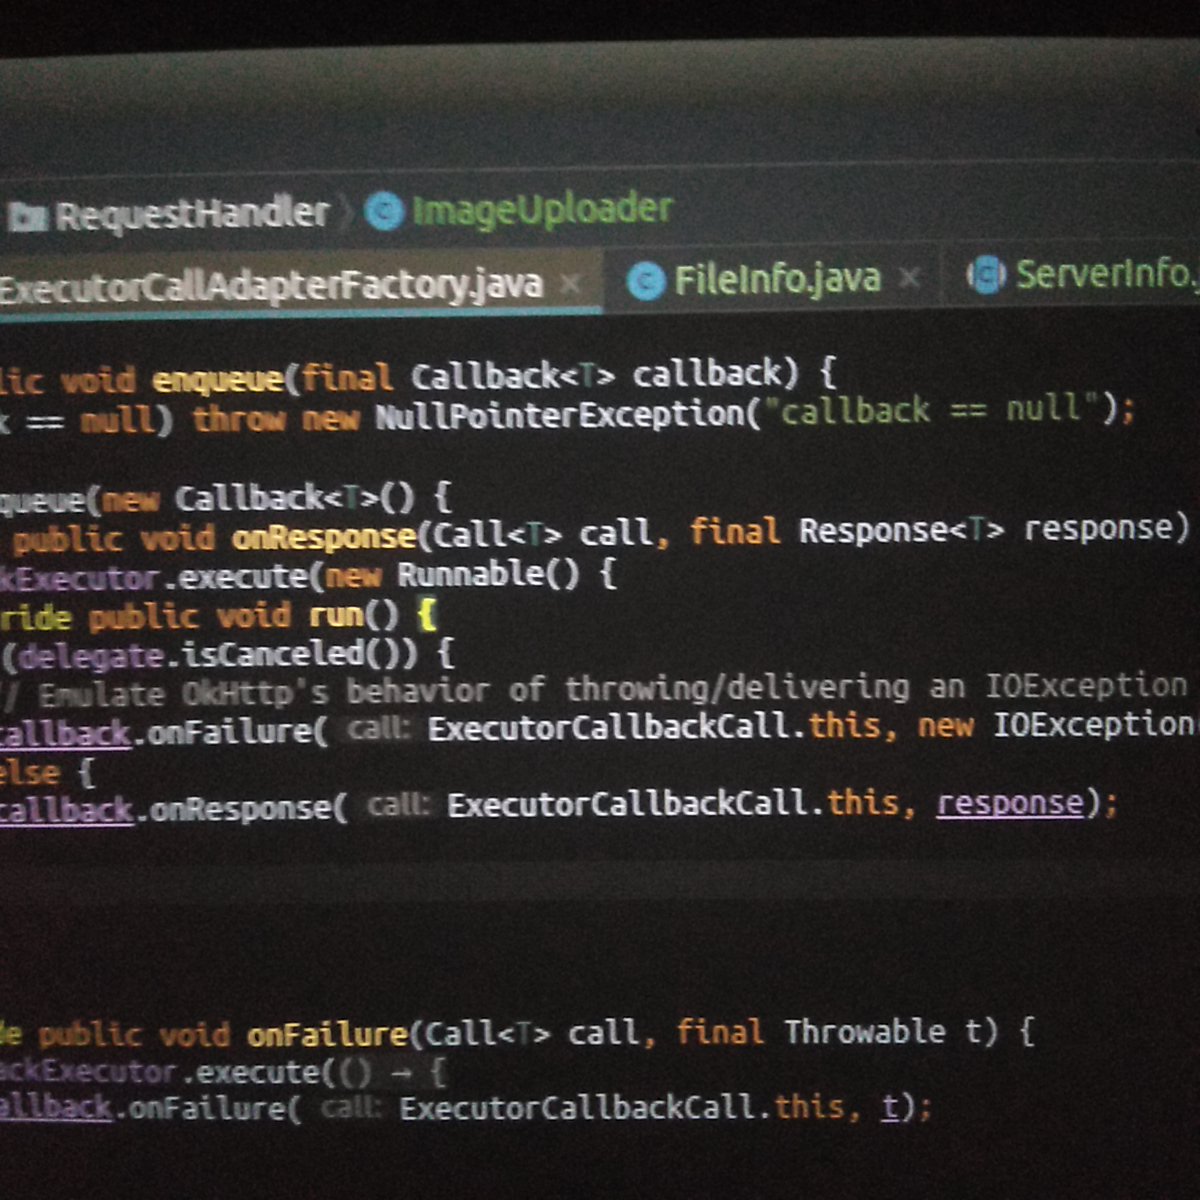 RequestHandler ImageUploader
ExecutorCallAdapterFactory.java × FileInfo.java × ServerInfo.
lic void enqueue(final Callback<T> callback) {
k == null) throw new NullPointerException("callback == null");
queue(new Callback<T>() {
public void onResponse(Call<T> call, final Response<T> response)
kExecutor.execute(new Runnable() {
ride public void run() {
(delegate.isCanceled()) {
/ Emulate OkHttp's behavior of throwing/delivering an IOException
callback.onFailure( call: ExecutorCallbackCall.this, new IOException
else {
callback.onResponse( call: ExecutorCallbackCall.this, response);
de public void onFailure(Call<T> call, final Throwable t) {
ackExecutor.execute(() → {
allback.onFailure( call: ExecutorCallbackCall.this, t);